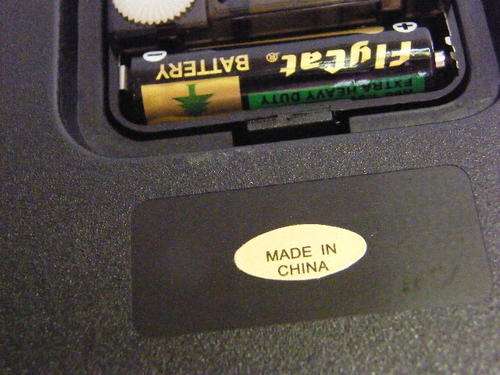 FlyCat®
BATTERY
EXTRA HEAVY DUTY
MADE IN
CHINA